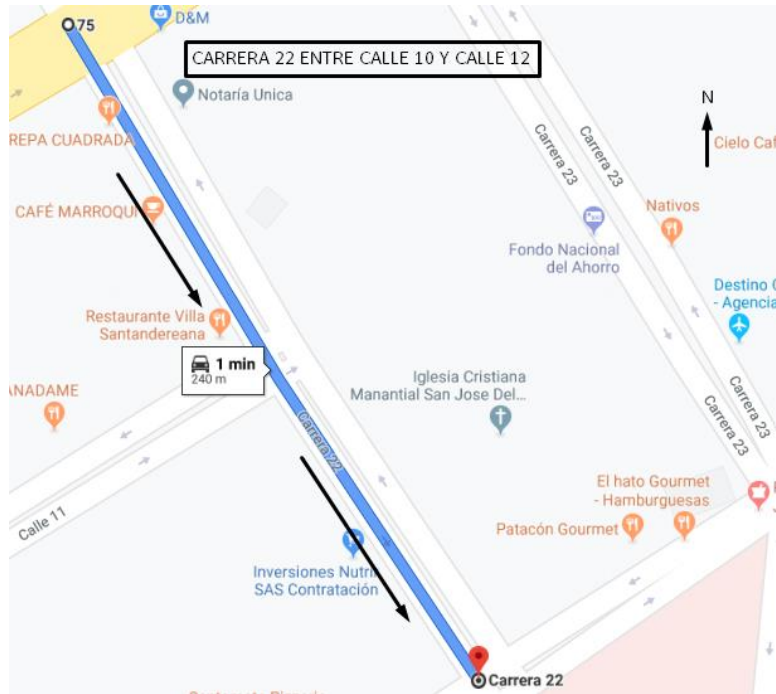 75
D&M
CARRERA 22 ENTRE CALLE 10 Y CALLE 12
Notaría Unica
N
REPA CUADRADA
Cielo Caf
Carrera 23
Carrera 23
CAFÉ MARROQUI
Nativos
Fondo Nacional
del Ahorro
Destino
- Agencia
Restaurante Villa
Santandereana
1 min
240 m
ANADAME
Iglesia Cristiana
Manantial San Jose Del...
Carrera 23
Carrera 23
Carrera 22
El hato Gourmet
- Hamburguesas
Patacón Gourmet
Calle 11
Inversiones Nutri
SAS Contratación
Carrera 22